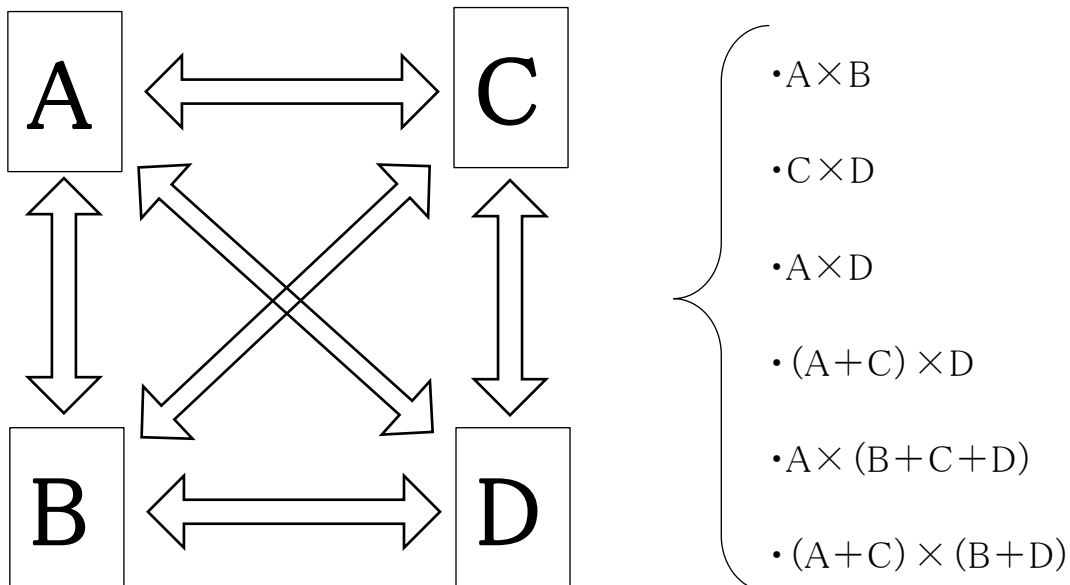 A
C
B
D
・A×B
・C×D
・A×D
・(A+C)×D
・A×(B+C+D)
・(A+C)×(B+D)